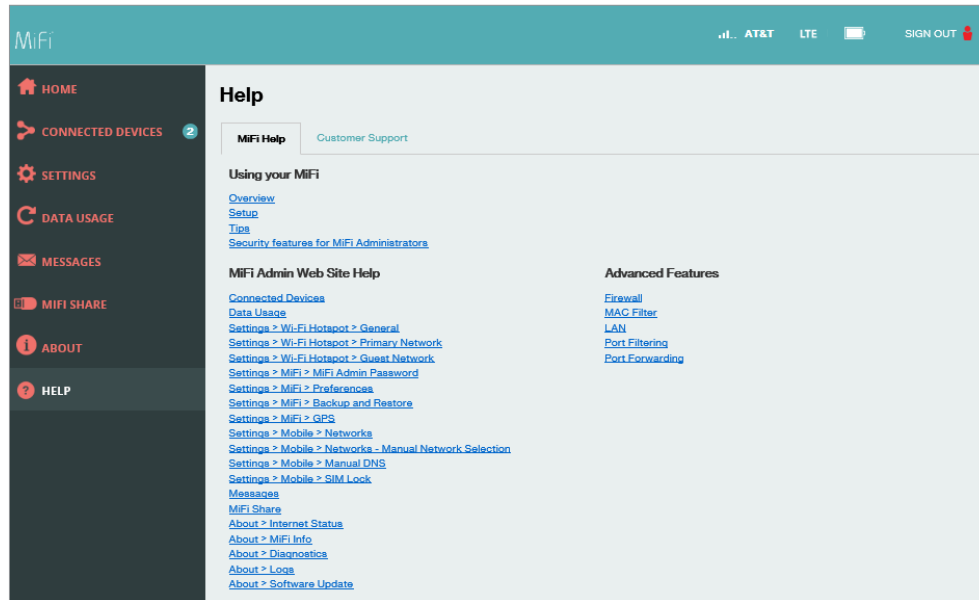 MiFi
AT&T LTE SIGN OUT
HOME
CONNECTED DEVICES 2
SETTINGS
DATA USAGE
MESSAGES
MIFI SHARE
ABOUT
HELP
Help
MiFi Help Customer Support
Using your MiFi
Overview
Setup
Tips
Security features for MiFi Administrators
MiFi Admin Web Site Help
Connected Devices
Data Usage
Settings > Wi-Fi Hotspot > General
Settings > Wi-Fi Hotspot > Primary Network
Settings > Wi-Fi Hotspot > Guest Network
Settings > MiFi > MiFi Admin Password
Settings > MiFi > Preferences
Settings > MiFi > Backup and Restore
Settings > MiFi > GPS
Settings > Mobile > Networks
Settings > Mobile > Networks - Manual Network Selection
Settings > Mobile > Manual DNS
Settings > Mobile > SIM Lock
Messages
MiFi Share
About > Internet Status
About > MiFi Info
About > Diagnostics
About > Logs
About > Software Update
Advanced Features
Firewall
MAC Filter
LAN
Port Filtering
Port Forwarding